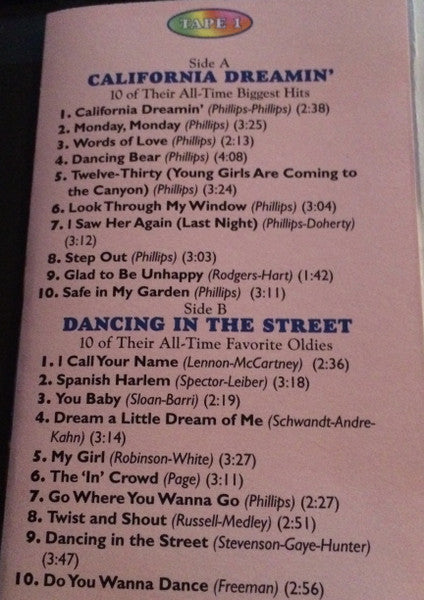 TAPE 1
Side A
CALIFORNIA DREAMIN'
10 of Their All-Time Biggest Hits
1. California Dreamin' (Phillips-Phillips) (2:38)
2. Monday, Monday (Phillips) (3:25)
3. Words of Love (Phillips) (2:13)
4. Dancing Bear (Phillips) (4:08)
5. Twelve-Thirty (Young Girls Are Coming to
the Canyon) (Phillips) (3:24)
6. Look Through My Window (Phillips) (3:04)
7. I Saw Her Again (Last Night) (Phillips-Doherty)
(3:12)
8. Step Out (Phillips) (3:03)
9. Glad to Be Unhappy (Rodgers-Hart) (1:42)
10. Safe in My Garden (Phillips) (3:11)
Side B
DANCING IN THE STREET
10 of Their All-Time Favorite Oldies
1. I Call Your Name (Lennon-McCartney) (2:36)
2. Spanish Harlem (Spector-Leiber) (3:18)
3. You Baby (Sloan-Barri) (2:19)
4. Dream a Little Dream of Me (Schwandt-Andre-
Kahn) (3:14)
5. My Girl (Robinson-White) (3:27)
6. The 'In' Crowd (Page) (3:11)
7. Go Where You Wanna Go (Phillips) (2:27)
8. Twist and Shout (Russell-Medley) (2:51)
9. Dancing in the Street (Stevenson-Gaye-Hunter)
(3:47)
10. Do You Wanna Dance (Freeman) (2:56)